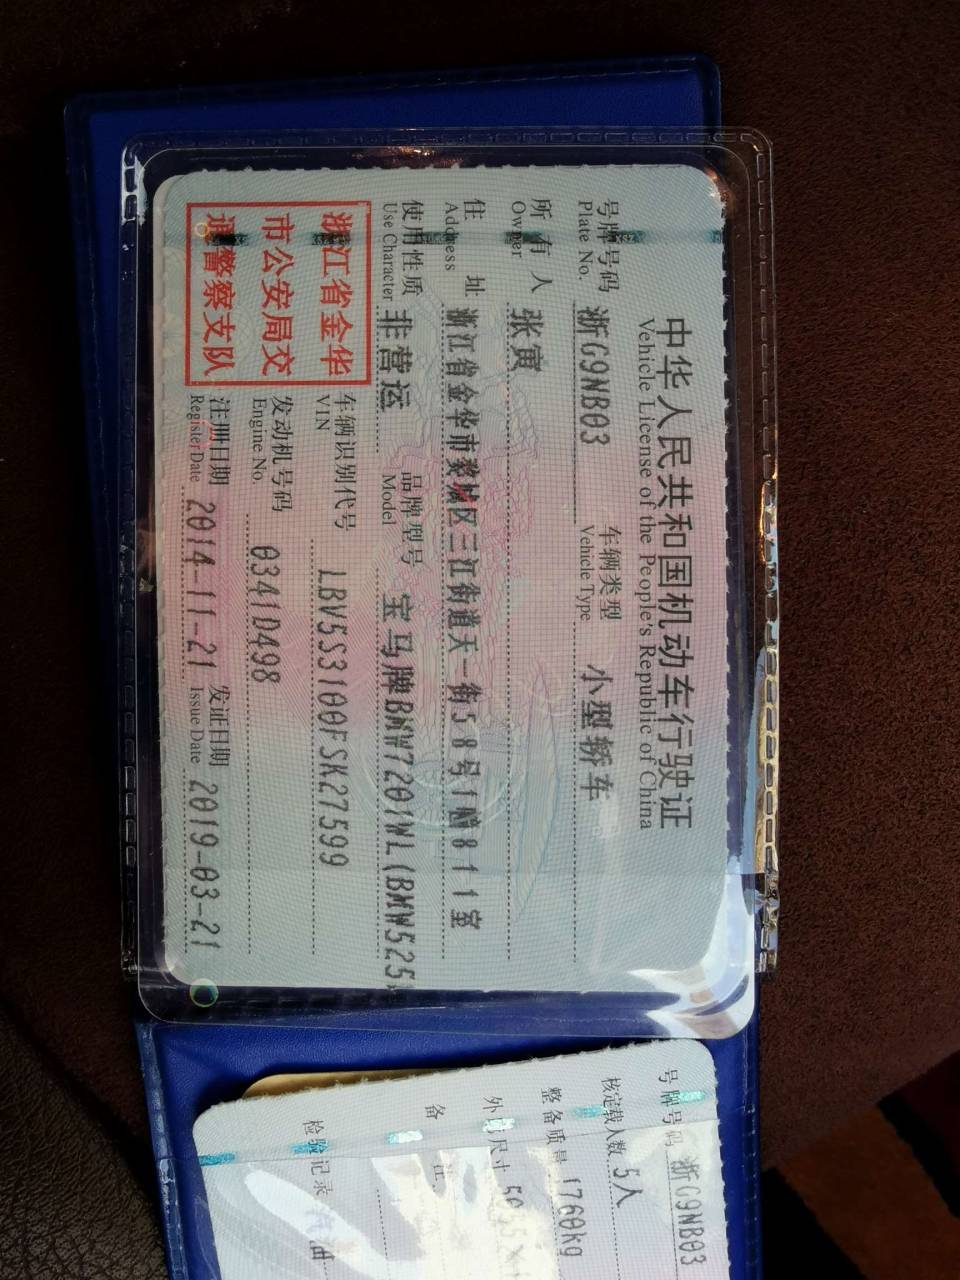 中华人民共和国机动车行驶证
Vehicle License of the People's Republic of China
号牌号码 浙G9NB03 车辆类型 小型轿车
Plate No. Vehicle Type
所有人 张寅
Owner
住址 浙江省金华市婺城区三江街道天一街58号1幢811室
Address
使用性质 非营运 品牌型号 宝马牌BMW7201WL(BMW525
Use Character Model
浙江省金华
市公安局交
通警察支队
车辆识别代号 LBV5S3100FSK27599
VIN
发动机号码 0341D498
Engine No.
注册日期 2014-11-21 发证日期 2019-03-21
Register Date Issue Date
号牌号码 浙G9NB03
核定载人数 5人
整备质量 1760kg
外廓尺寸
备注
检验记录